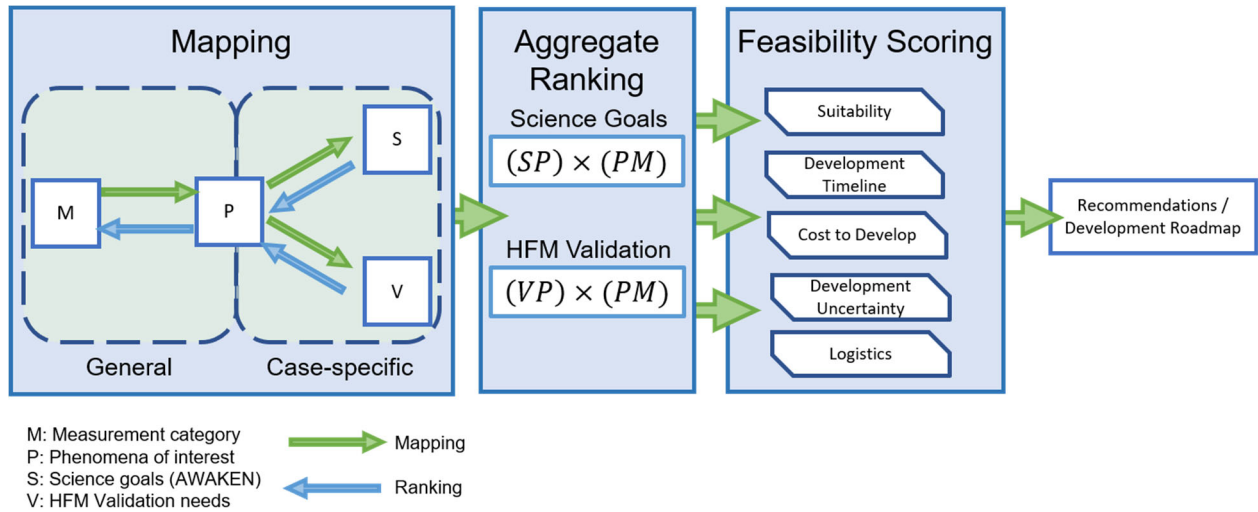 Mapping
M
P
S
V
General
Case-specific
Aggregate
Ranking
Science Goals
(SP) × (PM)
HFM Validation
(VP) × (PM)
Feasibility Scoring
Suitability
Development
Timeline
Cost to Develop
Development
Uncertainty
Logistics
Recommendations /
Development Roadmap
M: Measurement category
P: Phenomena of interest
S: Science goals (AWAKEN)
V: HFM Validation needs
Mapping
Ranking